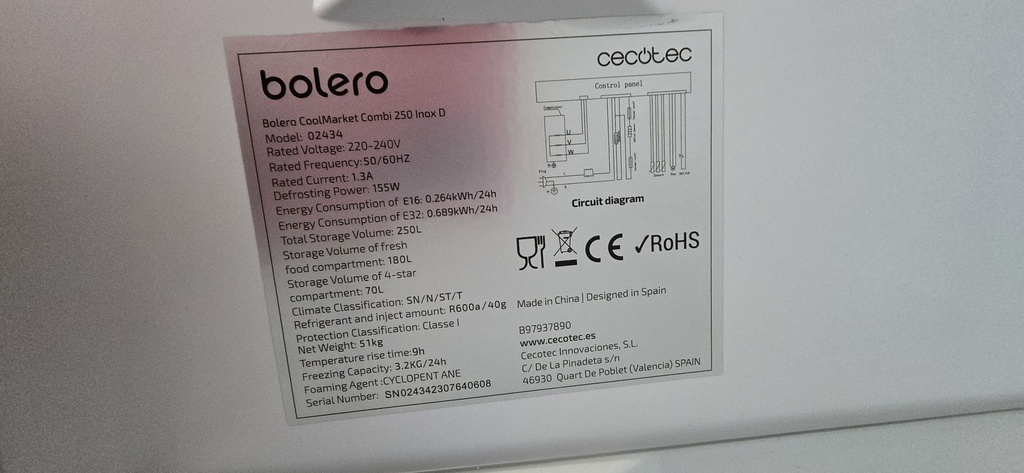 bolero
cecotec
Bolero CoolMarket Combi 250 Inox D
Model: 02434
Rated Voltage: 220-240V
Rated Frequency: 50/60HZ
Rated Current: 1.3A
Defrosting Power: 155W
Energy Consumption of E16: 0.264kWh/24h
Energy Consumption of E32: 0.689kWh/24h
Total Storage Volume: 250L
Storage Volume of fresh
food compartment: 180L
Storage Volume of 4-star
compartment: 70L
Climate Classification: SN/N/ST/T
Refrigerant and inject amount: R600a/40g
Protection Classification: Classe I
Net Weight: 51kg
Temperature rise time:9h
Freezing Capacity: 3.2KG/24h
Foaming Agent :CYCLOPENT ANE
Serial Number: SN024342307640608
Control panel
Compressor
U
V
W
Plug
Circuit diagram
CE ✓RoHS
Made in China | Designed in Spain
B97937890
www.cecotec.es
Cecotec Innovaciones, S.L.
C/ De La Pinadeta s/n
46930 Quart De Poblet (Valencia) SPAIN